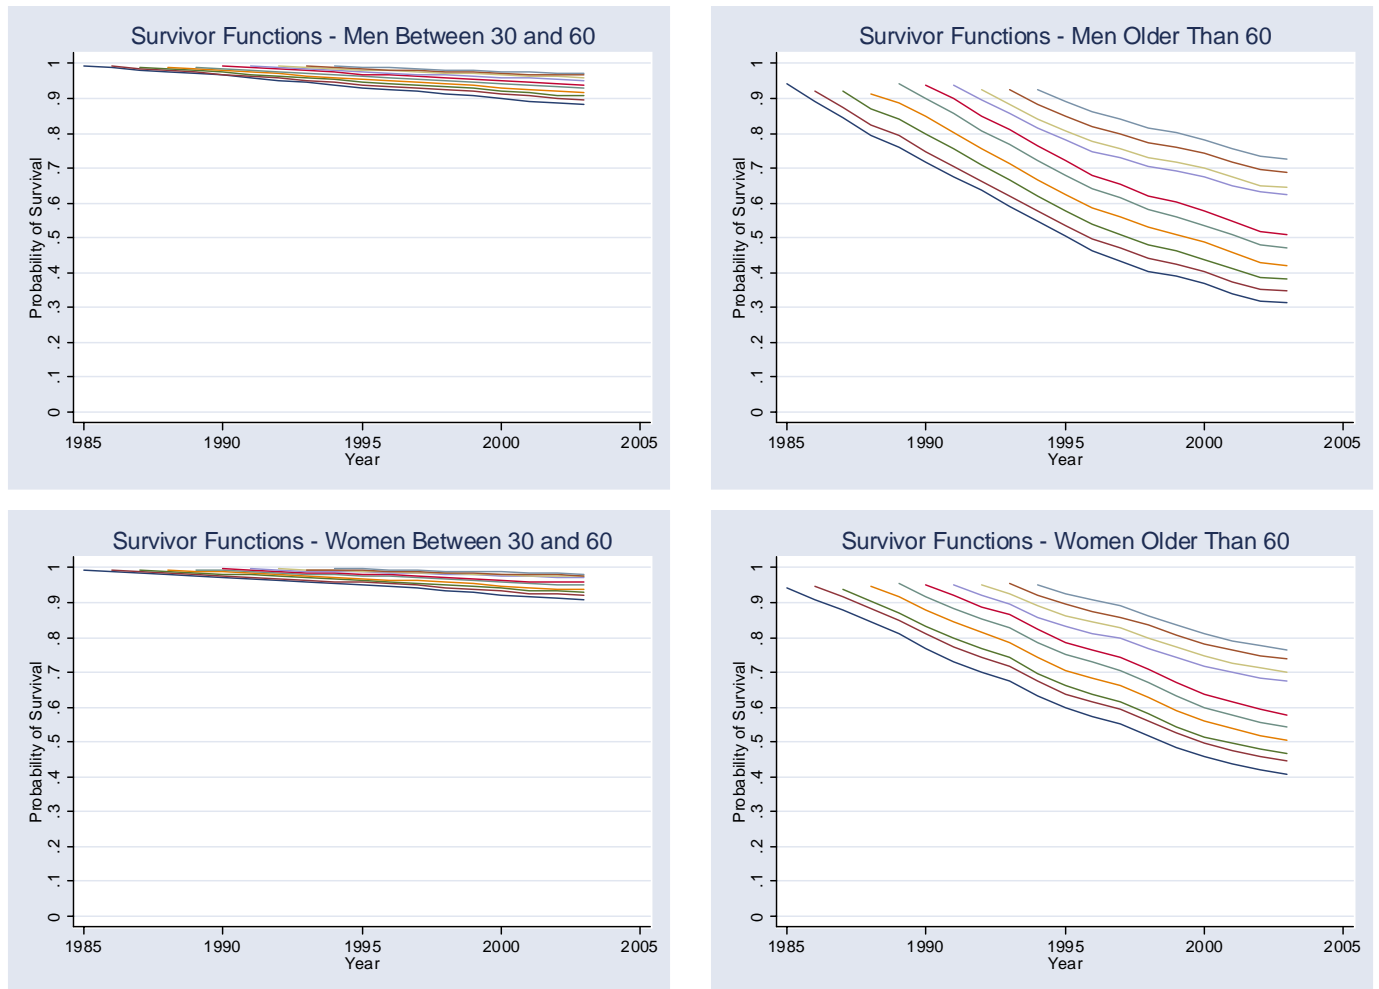 Survivor Functions - Men Between 30 and 60
Probability of Survival
1
.9
.8
.7
.6
.5
.4
.3
.2
.1
0
1985 1990 1995 2000 2005
Year
Survivor Functions - Men Older Than 60
Probability of Survival
1
.9
.8
.7
.6
.5
.4
.3
.2
.1
0
1985 1990 1995 2000 2005
Year
Survivor Functions - Women Between 30 and 60
Probability of Survival
1
.9
.8
.7
.6
.5
.4
.3
.2
.1
0
1985 1990 1995 2000 2005
Year
Survivor Functions - Women Older Than 60
Probability of Survival
1
.9
.8
.7
.6
.5
.4
.3
.2
.1
0
1985 1990 1995 2000 2005
Year